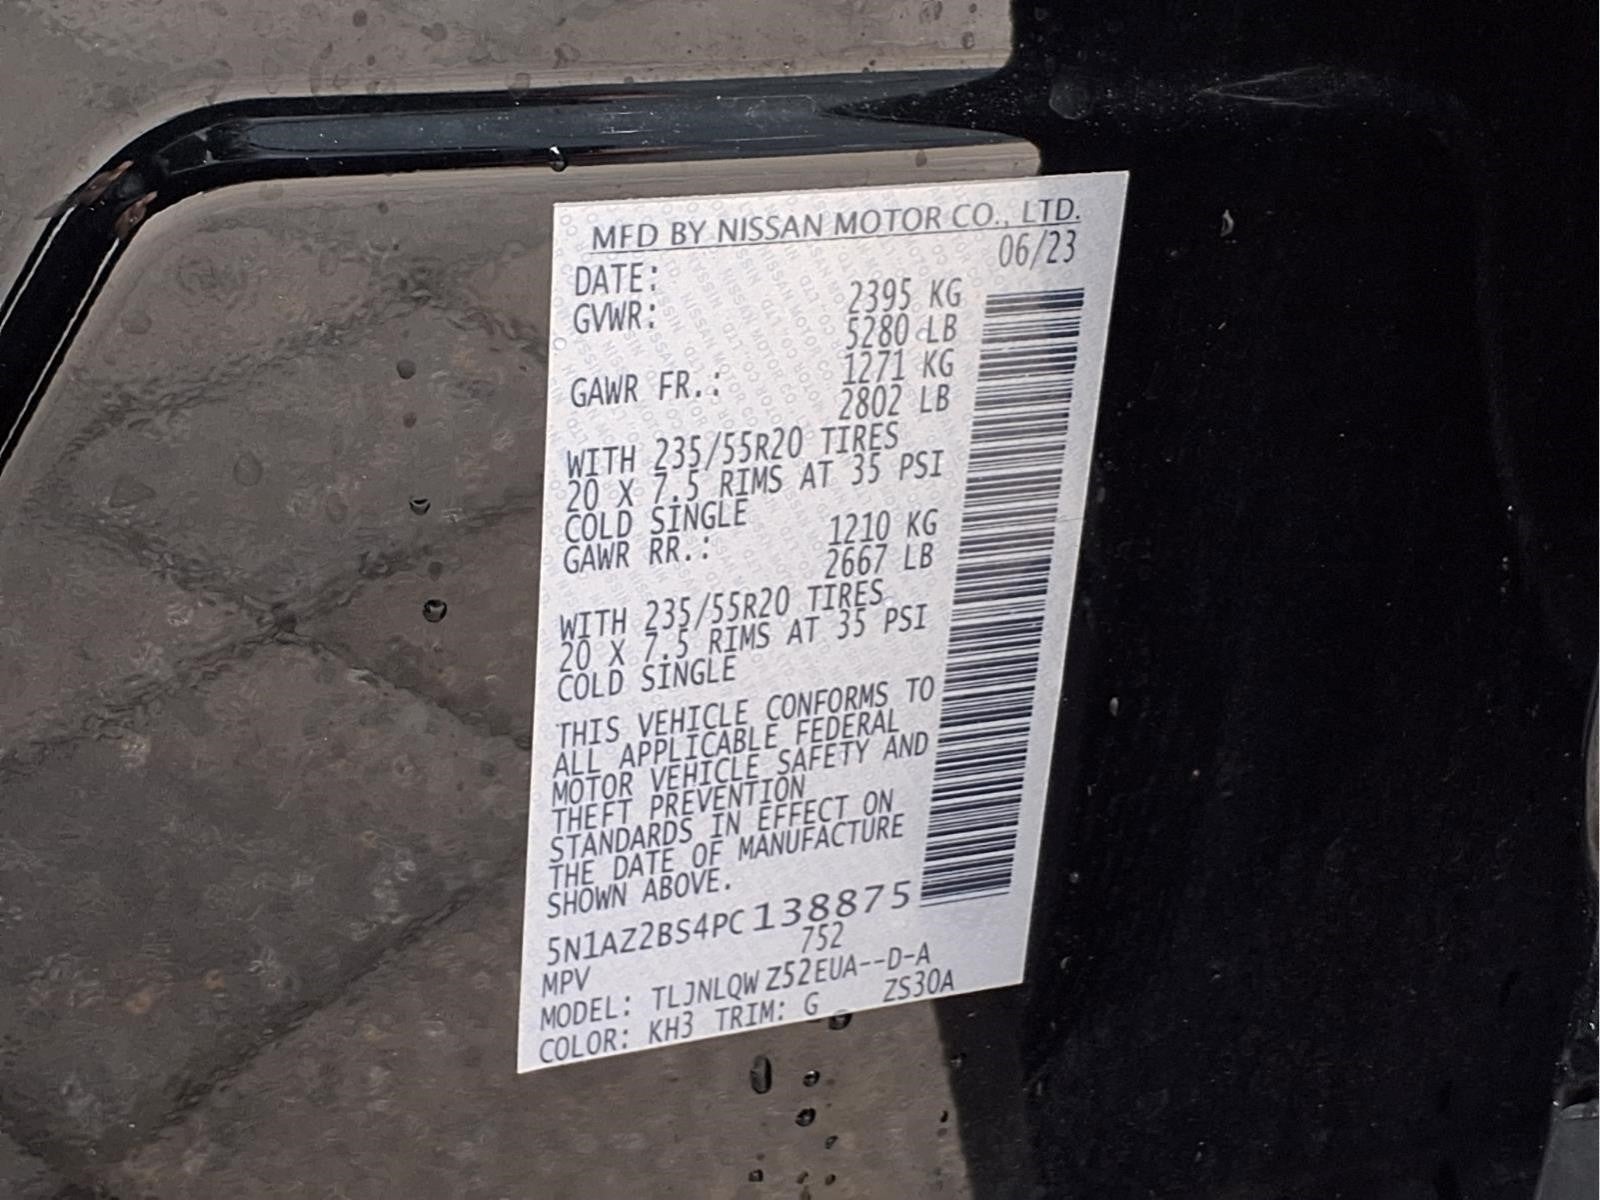 MFD BY NISSAN MOTOR CO., LTD.
DATE: 06/23
GVWR: 2395 KG
5280 LB
GAWR FR.: 1271 KG
2802 LB
WITH 235/55R20 TIRES
20 X 7.5 RIMS AT 35 PSI
COLD SINGLE
GAWR RR.: 1210 KG
2667 LB
WITH 235/55R20 TIRES
20 X 7.5 RIMS AT 35 PSI
COLD SINGLE
THIS VEHICLE CONFORMS TO
ALL APPLICABLE FEDERAL
MOTOR VEHICLE SAFETY AND
THEFT PREVENTION
STANDARDS IN EFFECT ON
THE DATE OF MANUFACTURE
SHOWN ABOVE.
5N1AZ2BS4PC138875
MPV 752
MODEL: TLJNLQW Z52EUA--D-A
COLOR: KH3 TRIM: G ZS30A